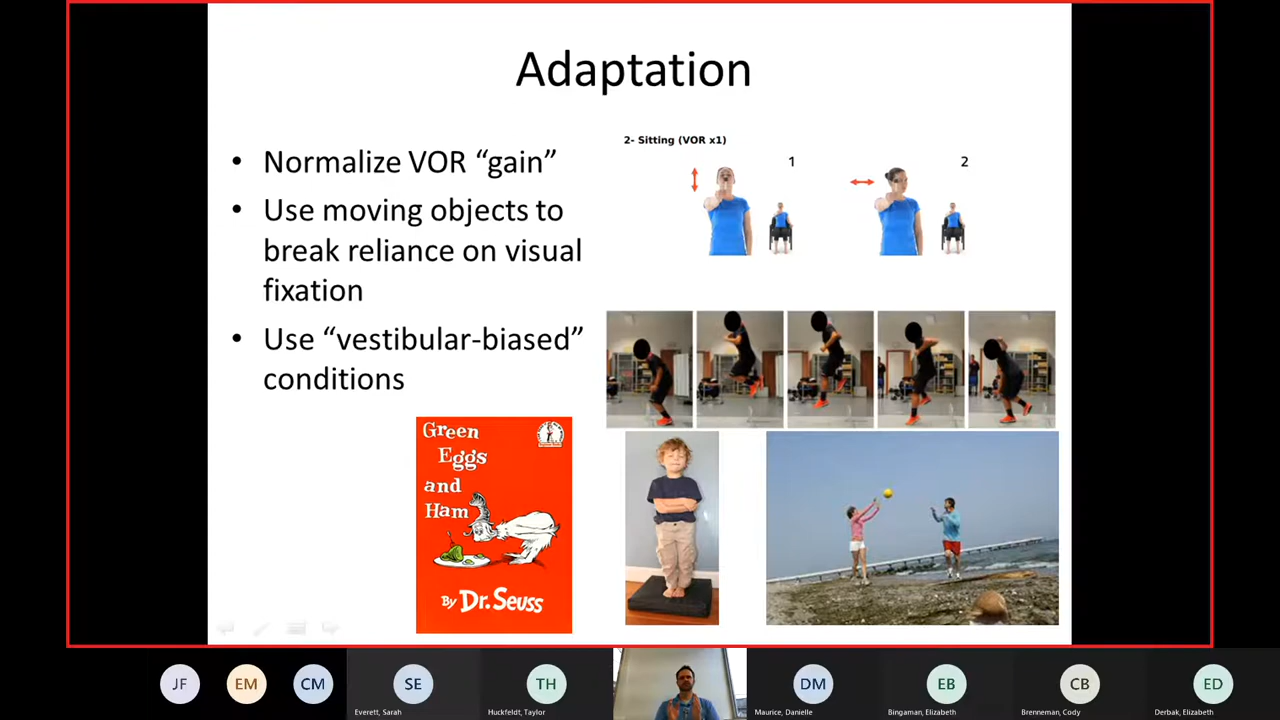 Adaptation
• Normalize VOR “gain”
• Use moving objects to
break reliance on visual
fixation
• Use “vestibular-biased”
conditions
2- Sitting (VOR x1)
1
2
Green
Eggs
and
Ham
By Dr. Seuss
JF
EM
CM
SE
TH
DM
EB
CB
ED
Everett, Sarah
Huckfeldt, Taylor
Maurice, Danielle
Bingaman, Elizabeth
Brenneman, Cody
Derbak, Elizabeth